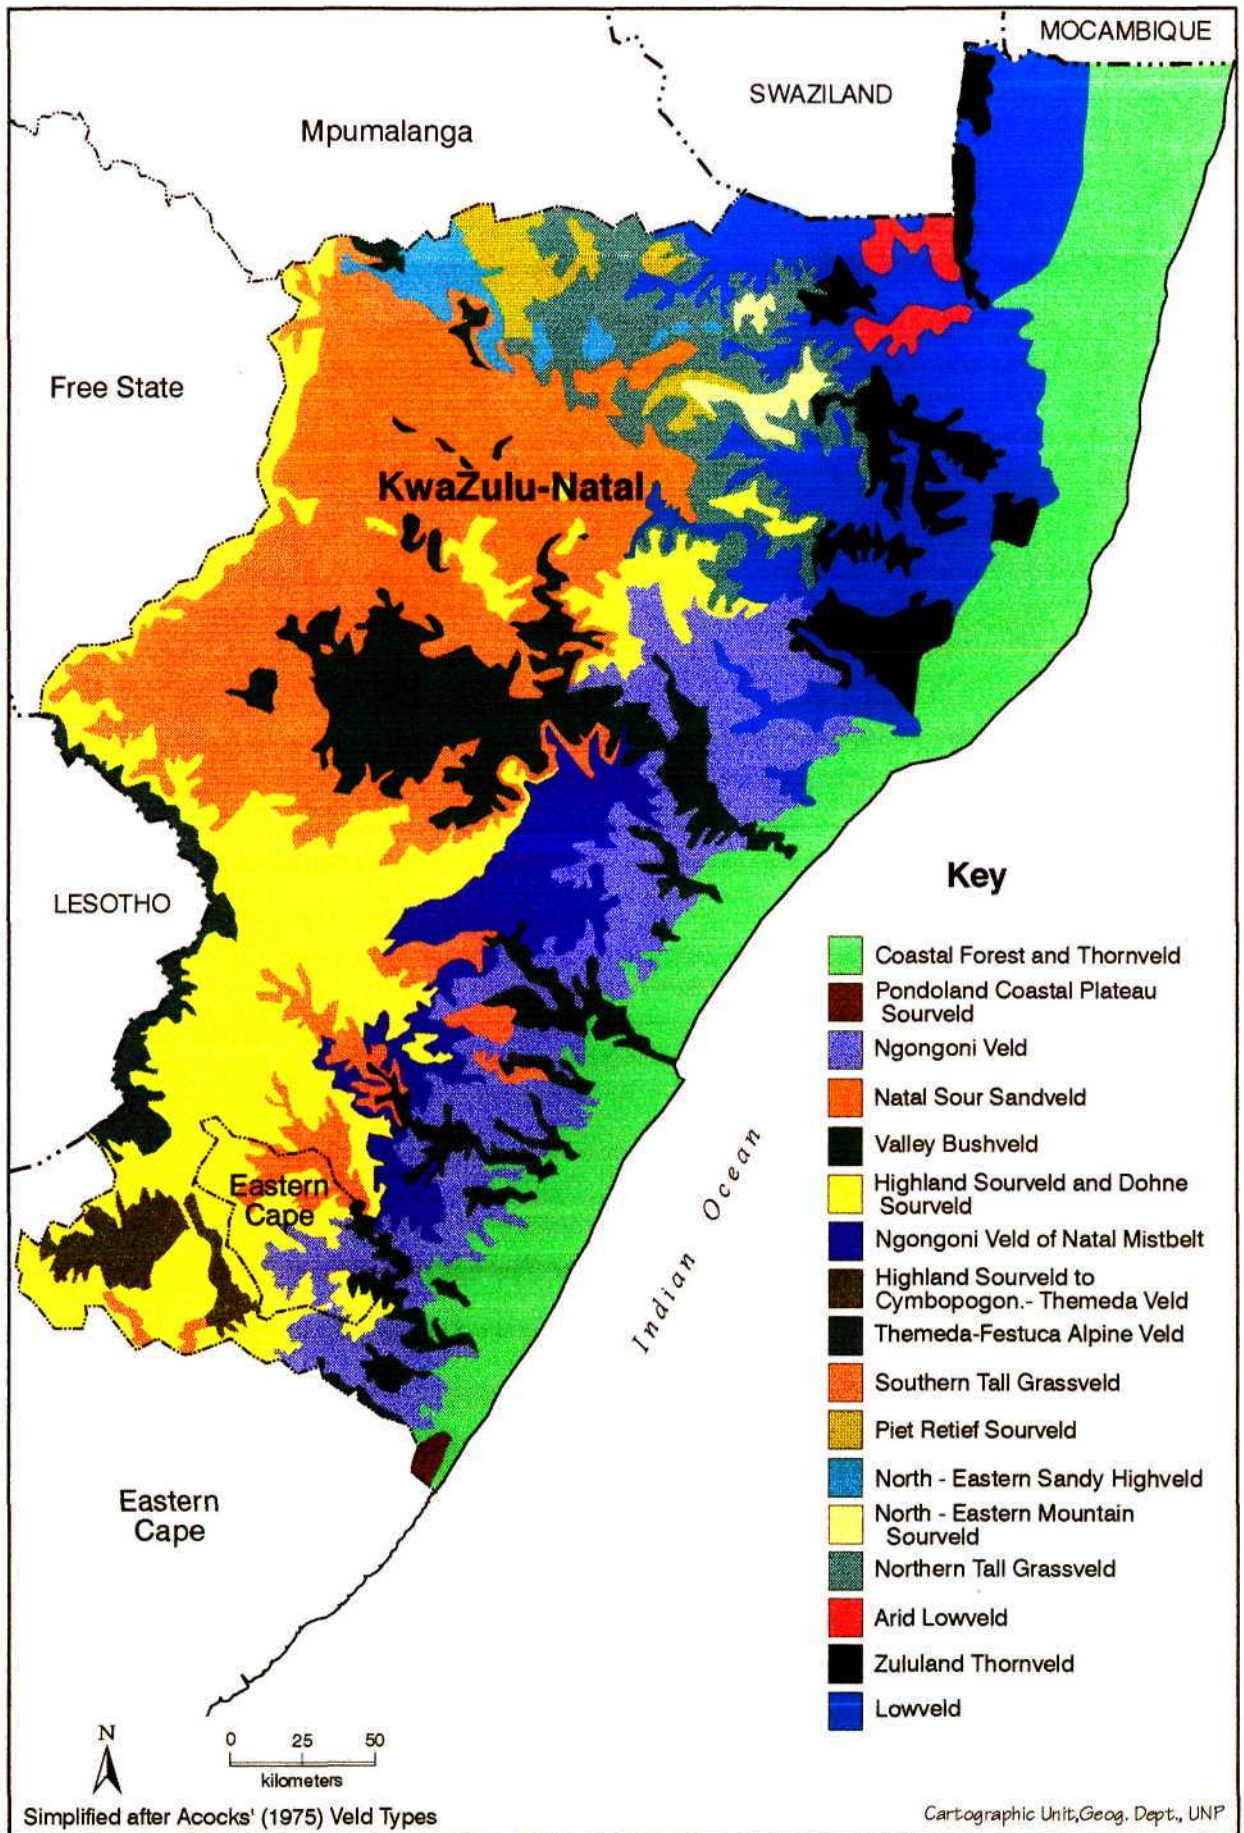 MOCAMBIQUE
SWAZILAND
Mpumalanga
Free State
KwaZulu-Natal
LESOTHO
Eastern
Cape
Eastern
Cape
Indian Ocean
Key
Coastal Forest and Thornveld
Pondoland Coastal Plateau
Sourveld
Ngongoni Veld
Natal Sour Sandveld
Valley Bushveld
Highland Sourveld and Dohne
Sourveld
Ngongoni Veld of Natal Mistbelt
Highland Sourveld to
Cymbopogon.- Themeda Veld
Themeda-Festuca Alpine Veld
Southern Tall Grassveld
Piet Retief Sourveld
North - Eastern Sandy Highveld
North - Eastern Mountain
Sourveld
Northern Tall Grassveld
Arid Lowveld
Zululand Thornveld
Lowveld
N
0 25 50
kilometers
Simplified after Acocks' (1975) Veld Types
Cartographic Unit,Geog. Dept., UNP